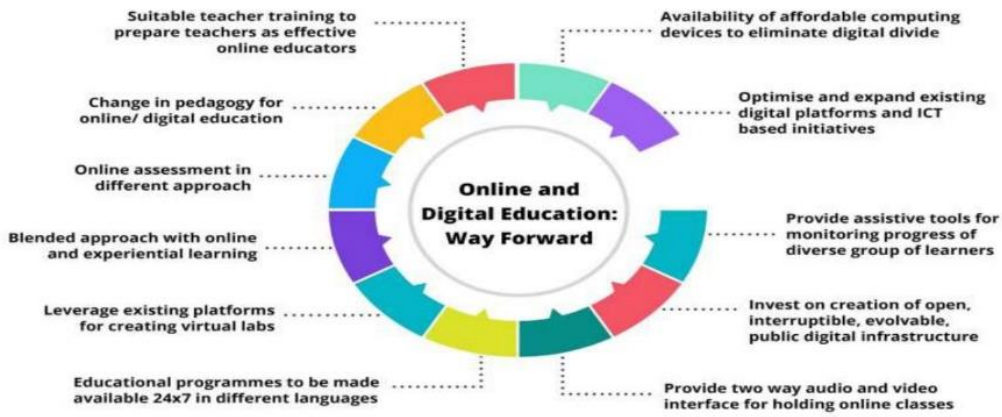 Suitable teacher training to
prepare teachers as effective
online educators
Availability of affordable computing
devices to eliminate digital divide
Change in pedagogy for
online/ digital education
Optimise and expand existing
digital platforms and ICT
based initiatives
Online assessment in
different approach
Online and
Digital Education:
Way Forward
Blended approach with online
and experiential learning
Provide assistive tools for
monitoring progress of
diverse group of learners
Leverage existing platforms
for creating virtual labs
Invest on creation of open,
interruptible, evolvable,
public digital infrastructure
Educational programmes to be made
available 24x7 in different languages
Provide two way audio and video
interface for holding online classes